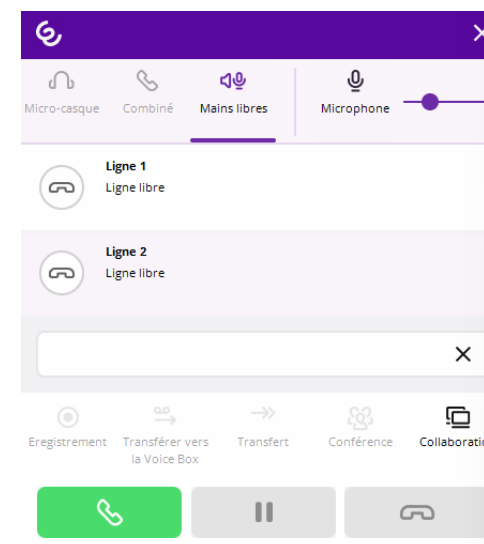 Micro-casque
Combiné
Mains libres
Microphone
Ligne 1
Ligne libre
Ligne 2
Ligne libre
Eregistrement
Transférer vers
la Voice Box
Transfert
Conférence
Collaboratio